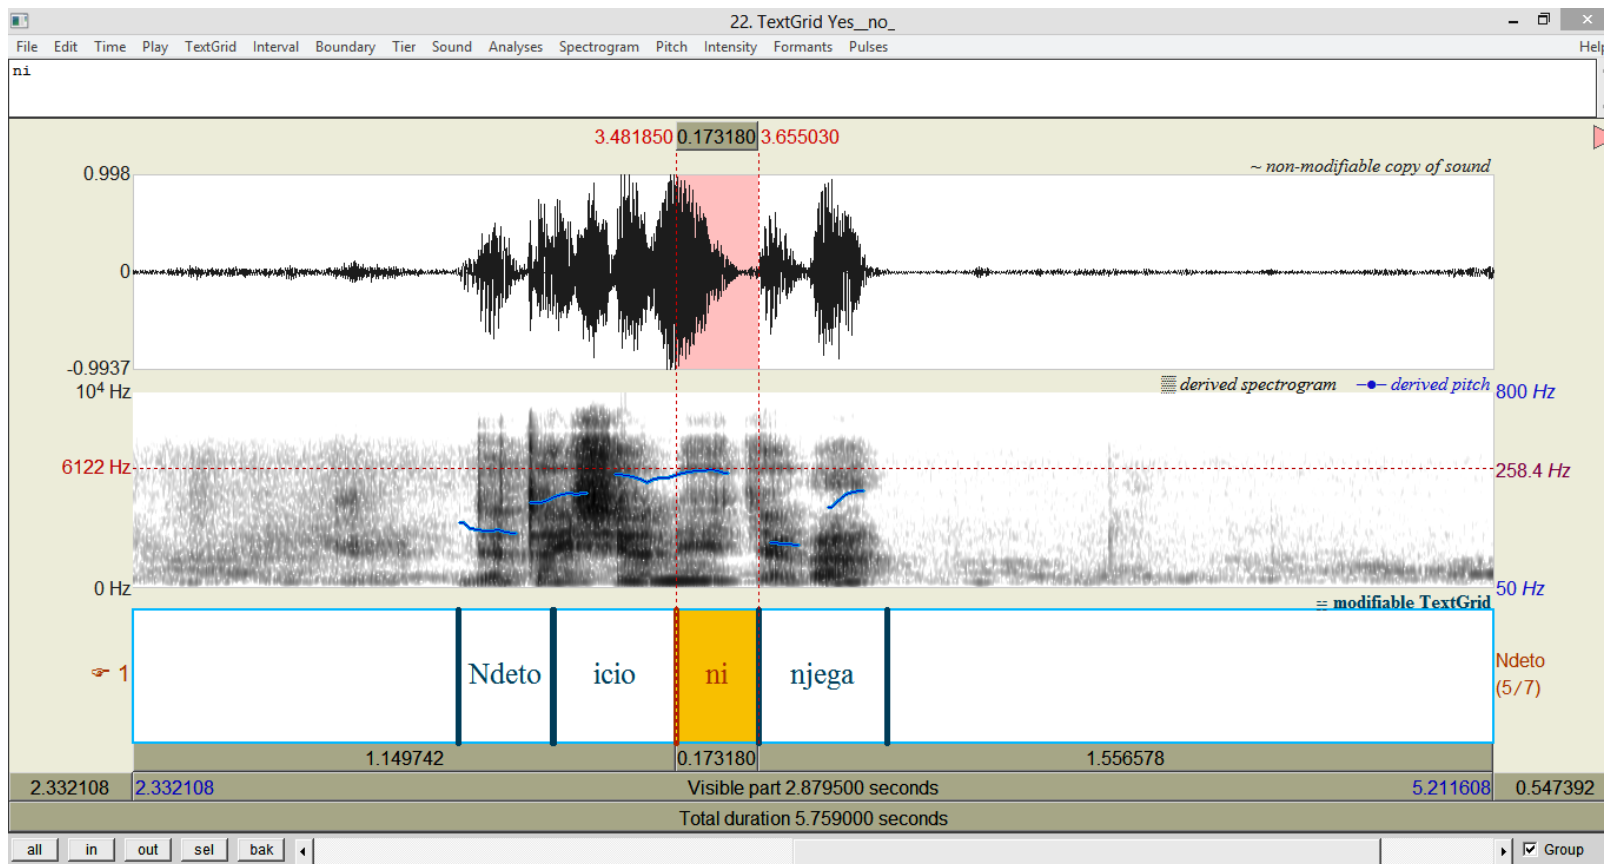 22. TextGrid Yes__no_
File Edit Time Play TextGrid Interval Boundary Tier Sound Analyses Spectrogram Pitch Intensity Formants Pulses Help
ni
3.481850 0.173180 3.655030
~ non-modifiable copy of sound
0.998
0
-0.9937
10⁴ Hz
derived spectrogram derived pitch 800 Hz
6122 Hz 258.4 Hz
0 Hz 50 Hz
modifiable TextGrid
1 Ndeto icio ni njega Ndeto
(5/7)
1.149742 0.173180 1.556578
2.332108 2.332108 Visible part 2.879500 seconds 5.211608 0.547392
Total duration 5.759000 seconds
all in out sel bak Group